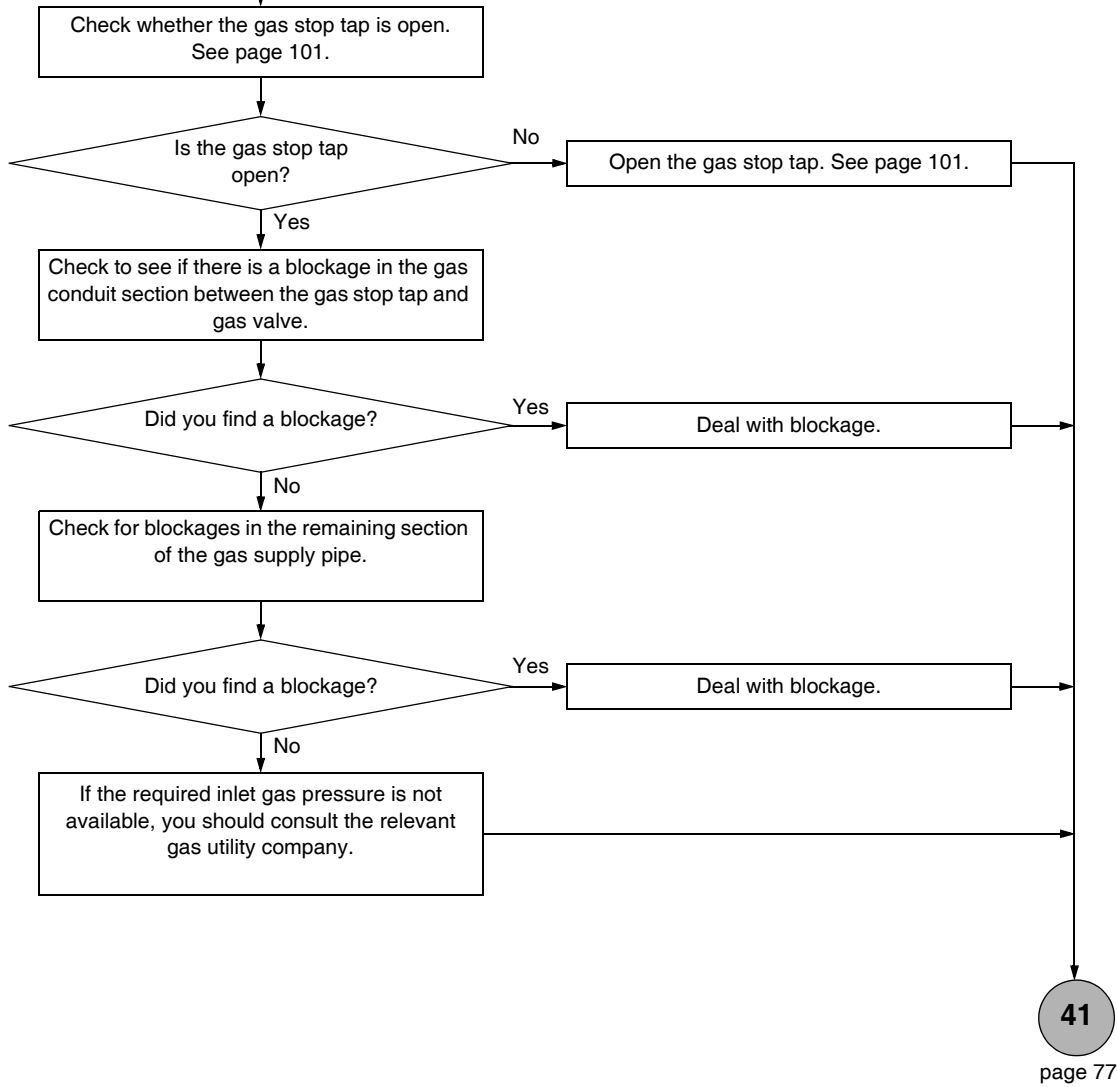 Check whether the gas stop tap is open.
See page 101.
Is the gas stop tap
open?
No
Open the gas stop tap. See page 101.
Yes
Check to see if there is a blockage in the gas
conduit section between the gas stop tap and
gas valve.
Did you find a blockage?
Yes
Deal with blockage.
No
Check for blockages in the remaining section
of the gas supply pipe.
Did you find a blockage?
Yes
Deal with blockage.
No
If the required inlet gas pressure is not
available, you should consult the relevant
gas utility company.
41
page 77